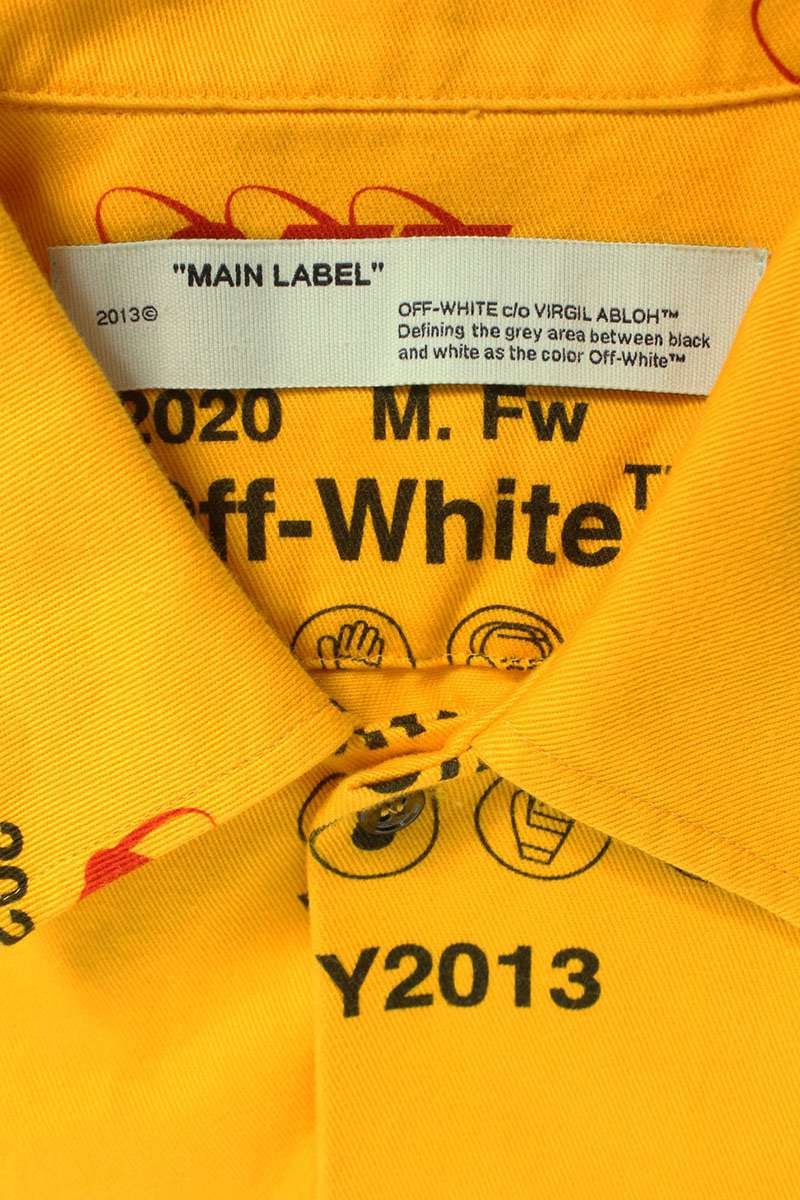 "MAIN LABEL"
2013©
OFF-WHITE c/o VIRGIL ABLOH™
Defining the grey area between black
and white as the color Off-White™
2020 M. Fw
Off-White
Y2013